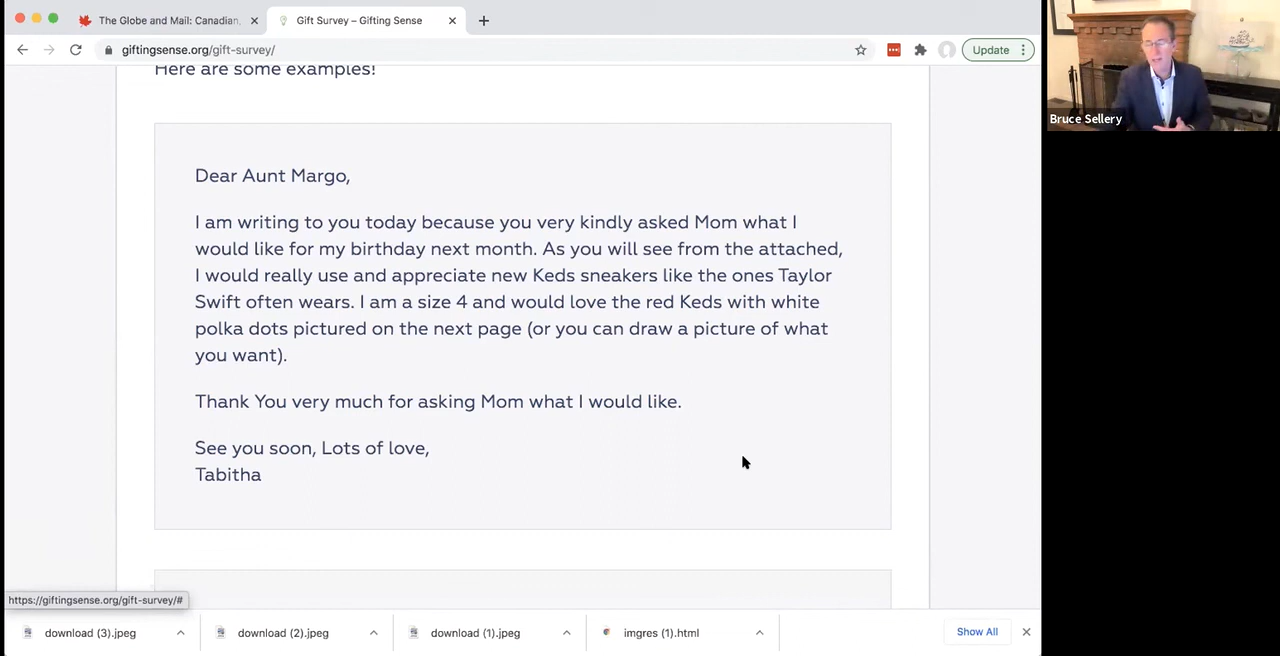 The Globe and Mail: Canadian,
Gift Survey – Gifting Sense
giftingsense.org/gift-survey/
Update
Bruce Sellery
Here are some examples!
Dear Aunt Margo,
I am writing to you today because you very kindly asked Mom what I
would like for my birthday next month. As you will see from the attached,
I would really use and appreciate new Keds sneakers like the ones Taylor
Swift often wears. I am a size 4 and would love the red Keds with white
polka dots pictured on the next page (or you can draw a picture of what
you want).
Thank You very much for asking Mom what I would like.
See you soon, Lots of love,
Tabitha
https://giftingsense.org/gift-survey/#
download (3).jpeg
download (2).jpeg
download (1).jpeg
imgres (1).html
Show All